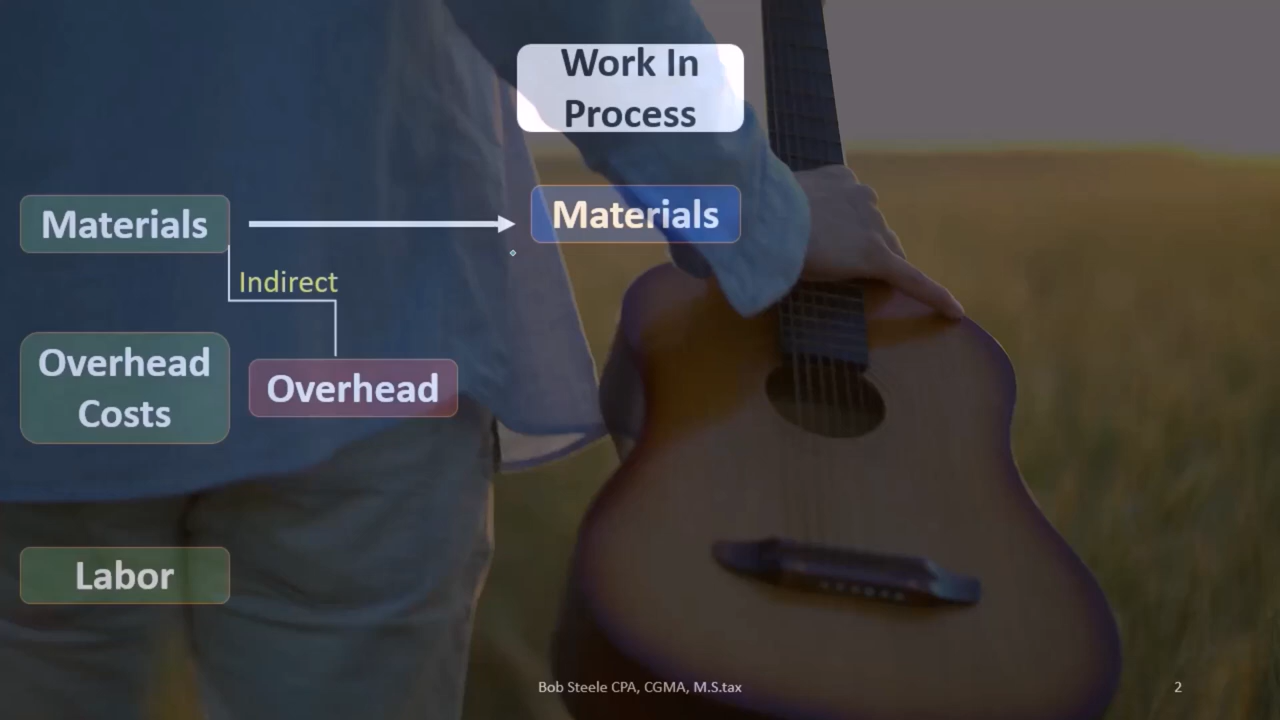 Work In
Process
Materials
Materials
Indirect
Overhead
Costs
Overhead
Labor
Bob Steele CPA, CGMA, M.S.tax
2